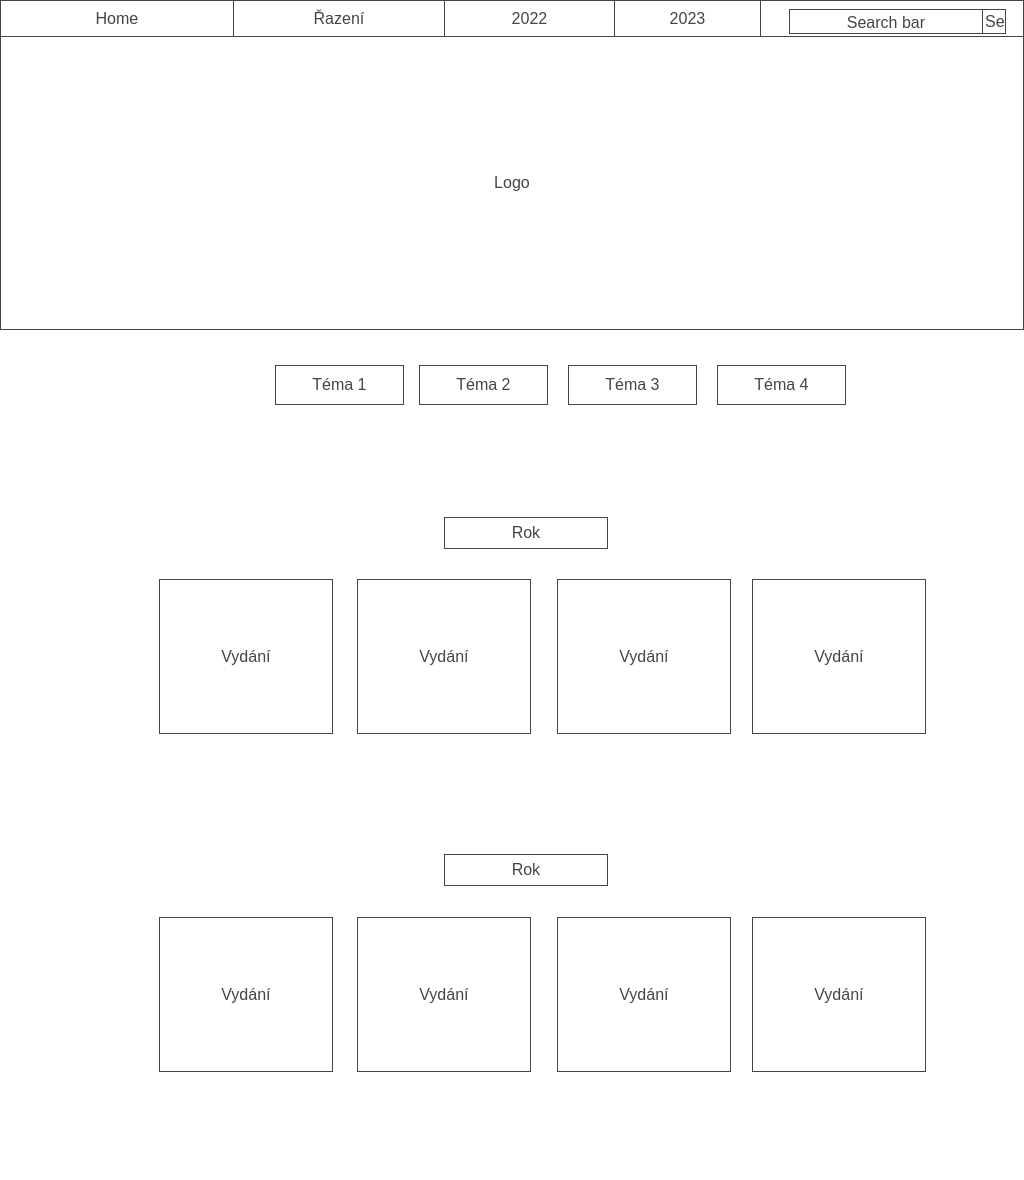 Home
Řazení
2022
2023
Search bar
Se
Logo
Téma 1
Téma 2
Téma 3
Téma 4
Rok
Vydání
Vydání
Vydání
Vydání
Rok
Vydání
Vydání
Vydání
Vydání